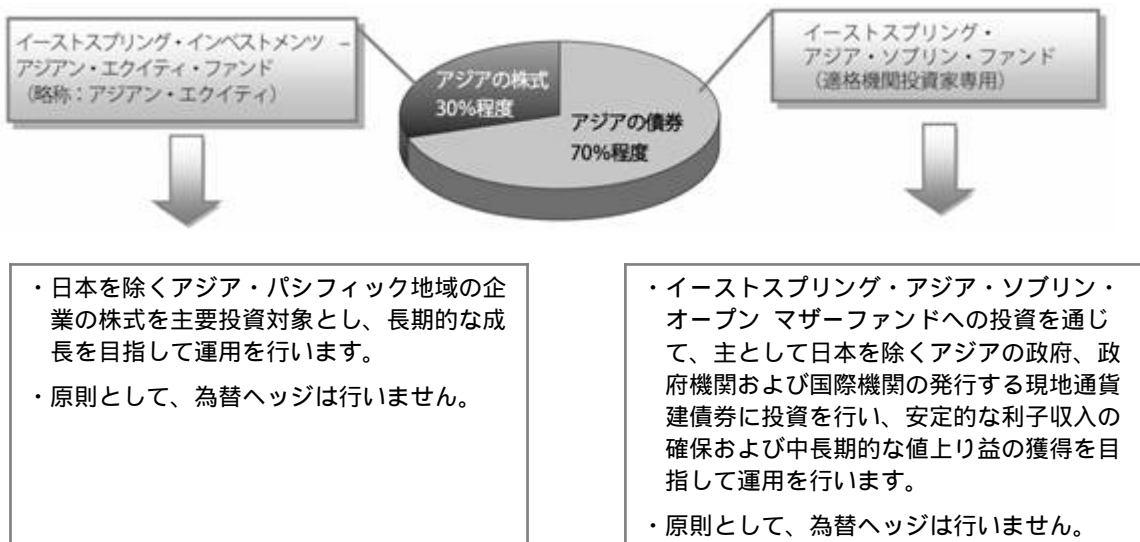 イーストスプリング・インベストメンツ －
アジアン・エクイティ・ファンド
（略称：アジアン・エクイティ）
アジアの株式
30%程度
アジアの債券
70%程度
イーストスプリング・
アジア・ソブリン・ファンド
（適格機関投資家専用）
・日本を除くアジア・パシフィック地域の企
業の株式を主要投資対象とし、長期的な成
長を目指して運用を行います。
・原則として、為替ヘッジは行いません。
・イーストスプリング・アジア・ソブリン・
オープン マザーファンドへの投資を通じ
て、主として日本を除くアジアの政府、政
府機関および国際機関の発行する現地通貨
建債券に投資を行い、安定的な利子収入の
確保および中長期的な値上り益の獲得を目
指して運用を行います。
・原則として、為替ヘッジは行いません。